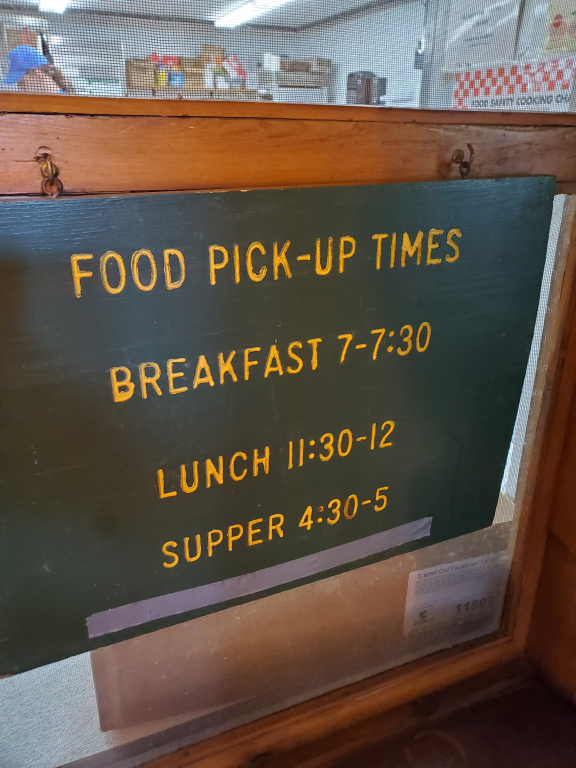 FOOD SAFETY COOKING
FOOD PICK-UP TIMES
BREAKFAST 7-7:30
LUNCH 11:30-12
SUPPER 4:30-5